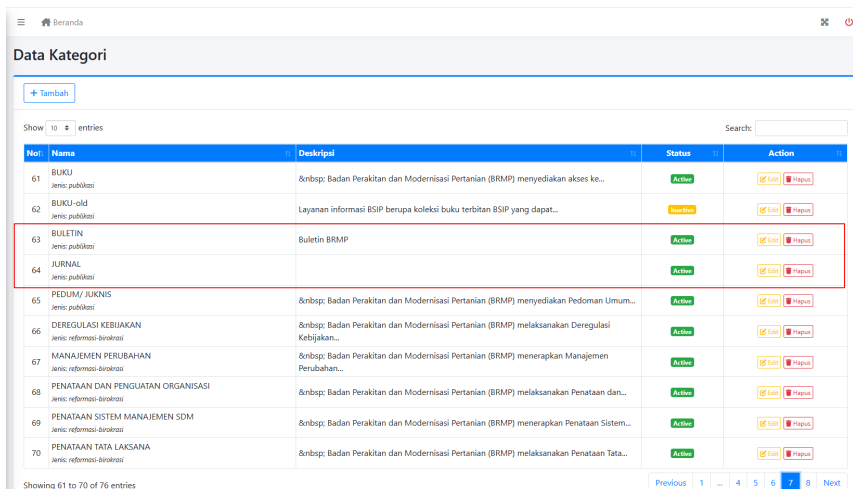 Beranda
Data Kategori
+ Tambah
Show 10 entries Search:
No Nama Deskripsi Status Action
61 BUKU &nbsp; Badan Perakitan dan Modernisasi Pertanian (BRMP) menyediakan akses ke... Active Edit Hapus
Jenis: publikasi
62 BUKU-old Layanan informasi BSIP berupa koleksi buku terbitan BSIP yang dapat... Inactive Edit Hapus
Jenis: publikasi
63 BULETIN Buletin BRMP Active Edit Hapus
Jenis: publikasi
64 JURNAL Active Edit Hapus
Jenis: publikasi
65 PEDUM/ JUKNIS &nbsp; Badan Perakitan dan Modernisasi Pertanian (BRMP) menyediakan Pedoman Umum... Active Edit Hapus
Jenis: publikasi
66 DEREGULASI KEBIJAKAN &nbsp; Badan Perakitan dan Modernisasi Pertanian (BRMP) melaksanakan Deregulasi Active Edit Hapus
Jenis: reformasi-birokrasi Kebijakan...
67 MANAJEMEN PERUBAHAN &nbsp; Badan Perakitan dan Modernisasi Pertanian (BRMP) menerapkan Manajemen Active Edit Hapus
Jenis: reformasi-birokrasi Perubahan...
68 PENATAAN DAN PENGUATAN ORGANISASI &nbsp; Badan Perakitan dan Modernisasi Pertanian (BRMP) melaksanakan Penataan dan... Active Edit Hapus
Jenis: reformasi-birokrasi
69 PENATAAN SISTEM MANAJEMEN SDM &nbsp; Badan Perakitan dan Modernisasi Pertanian (BRMP) menerapkan Penataan Sistem... Active Edit Hapus
Jenis: reformasi-birokrasi
70 PENATAAN TATA LAKSANA &nbsp; Badan Perakitan dan Modernisasi Pertanian (BRMP) melaksanakan Penataan Tata... Active Edit Hapus
Jenis: reformasi-birokrasi
Showing 61 to 70 of 76 entries Previous 1 ... 4 5 6 7 8 Next